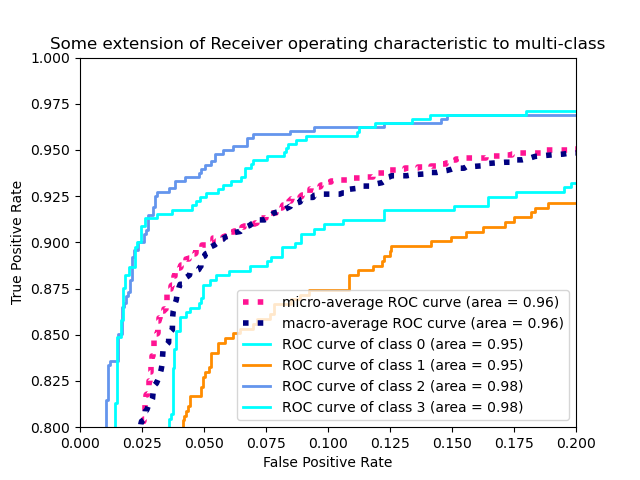 Some extension of Receiver operating characteristic to multi-class
1.000
0.975
0.950
0.925
0.900
0.875
0.850
0.825
0.800
True Positive Rate
micro-average ROC curve (area = 0.96)
macro-average ROC curve (area = 0.96)
ROC curve of class 0 (area = 0.95)
ROC curve of class 1 (area = 0.95)
ROC curve of class 2 (area = 0.98)
ROC curve of class 3 (area = 0.98)
0.000 0.025 0.050 0.075 0.100 0.125 0.150 0.175 0.200
False Positive Rate